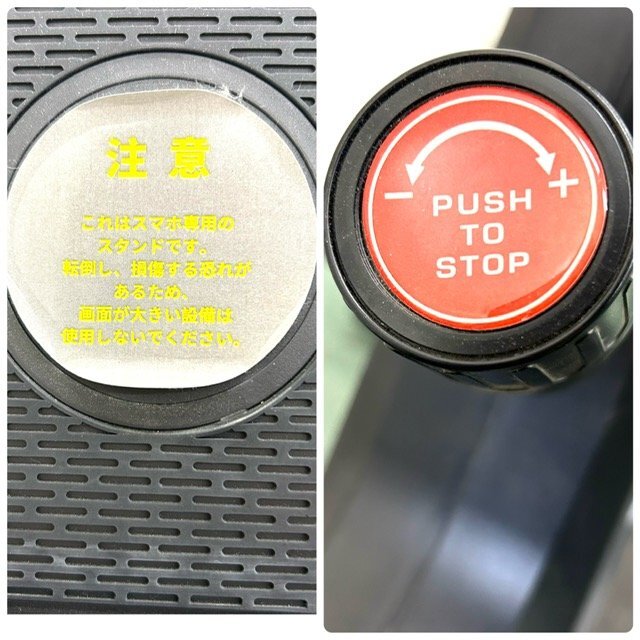 注意
これはスマホ専用の
スタンドです。
転倒し、損傷する恐れが
あるため、
画面が大きい設備は
使用しないでください。
− +
PUSH
TO
STOP